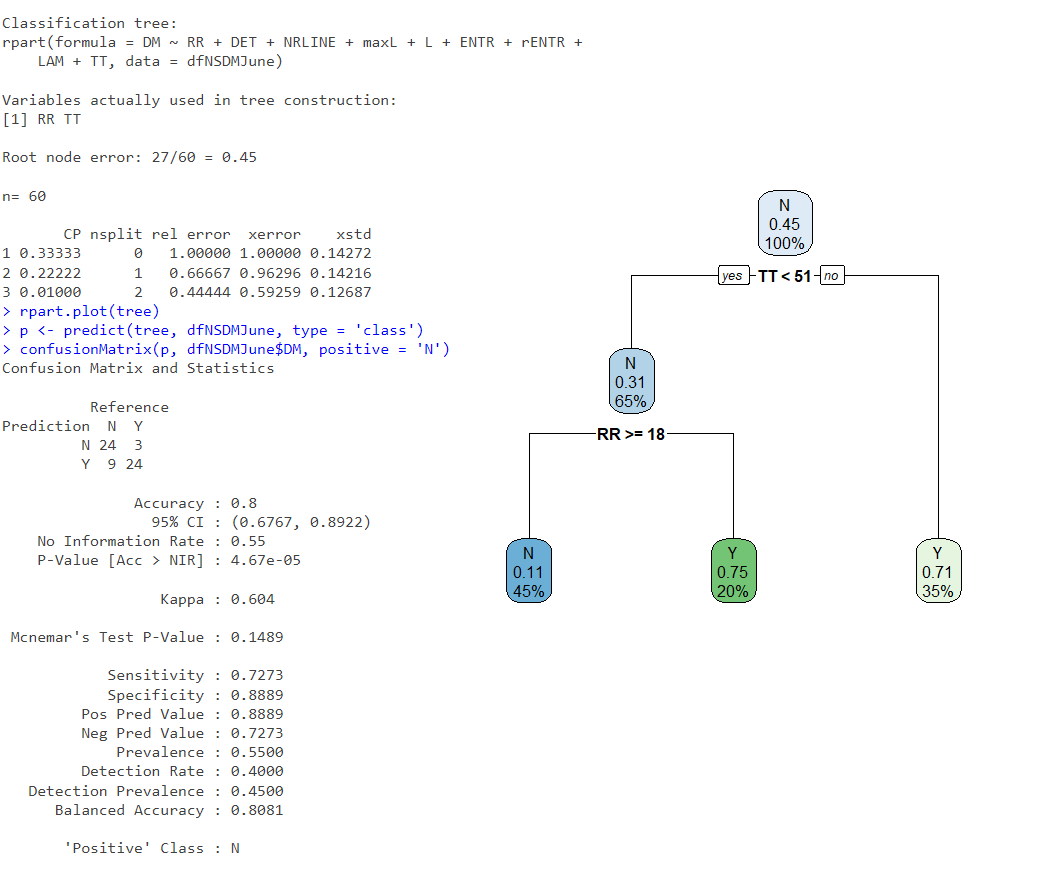 Classification tree:
rpart(formula = DM ~ RR + DET + NRLINE + maxL + L + ENTR + rENTR +
    LAM + TT, data = dfNSDMJune)
Variables actually used in tree construction:
[1] RR TT
Root node error: 27/60 = 0.45
n= 60
       CP nsplit rel error  xerror    xstd
1 0.33333      0   1.00000 1.00000 0.14272
2 0.22222      1   0.66667 0.96296 0.14216
3 0.01000      2   0.44444 0.59259 0.12687
> rpart.plot(tree)
> p <- predict(tree, dfNSDMJune, type = 'class')
> confusionMatrix(p, dfNSDMJune$DM, positive = 'N')
Confusion Matrix and Statistics
          Reference
Prediction  N  Y
         N 24  3
         Y  9 24
               Accuracy : 0.8
                 95% CI : (0.6767, 0.8922)
    No Information Rate : 0.55
    P-Value [Acc > NIR] : 4.67e-05
                  Kappa : 0.604
 Mcnemar's Test P-Value : 0.1489
            Sensitivity : 0.7273
            Specificity : 0.8889
         Pos Pred Value : 0.8889
         Neg Pred Value : 0.7273
             Prevalence : 0.5500
         Detection Rate : 0.4000
   Detection Prevalence : 0.4500
      Balanced Accuracy : 0.8081
       'Positive' Class : N
N
0.45
100%
yes TT < 51 no
N
0.31
65%
RR >= 18
N
0.11
45%
Y
0.75
20%
Y
0.71
35%